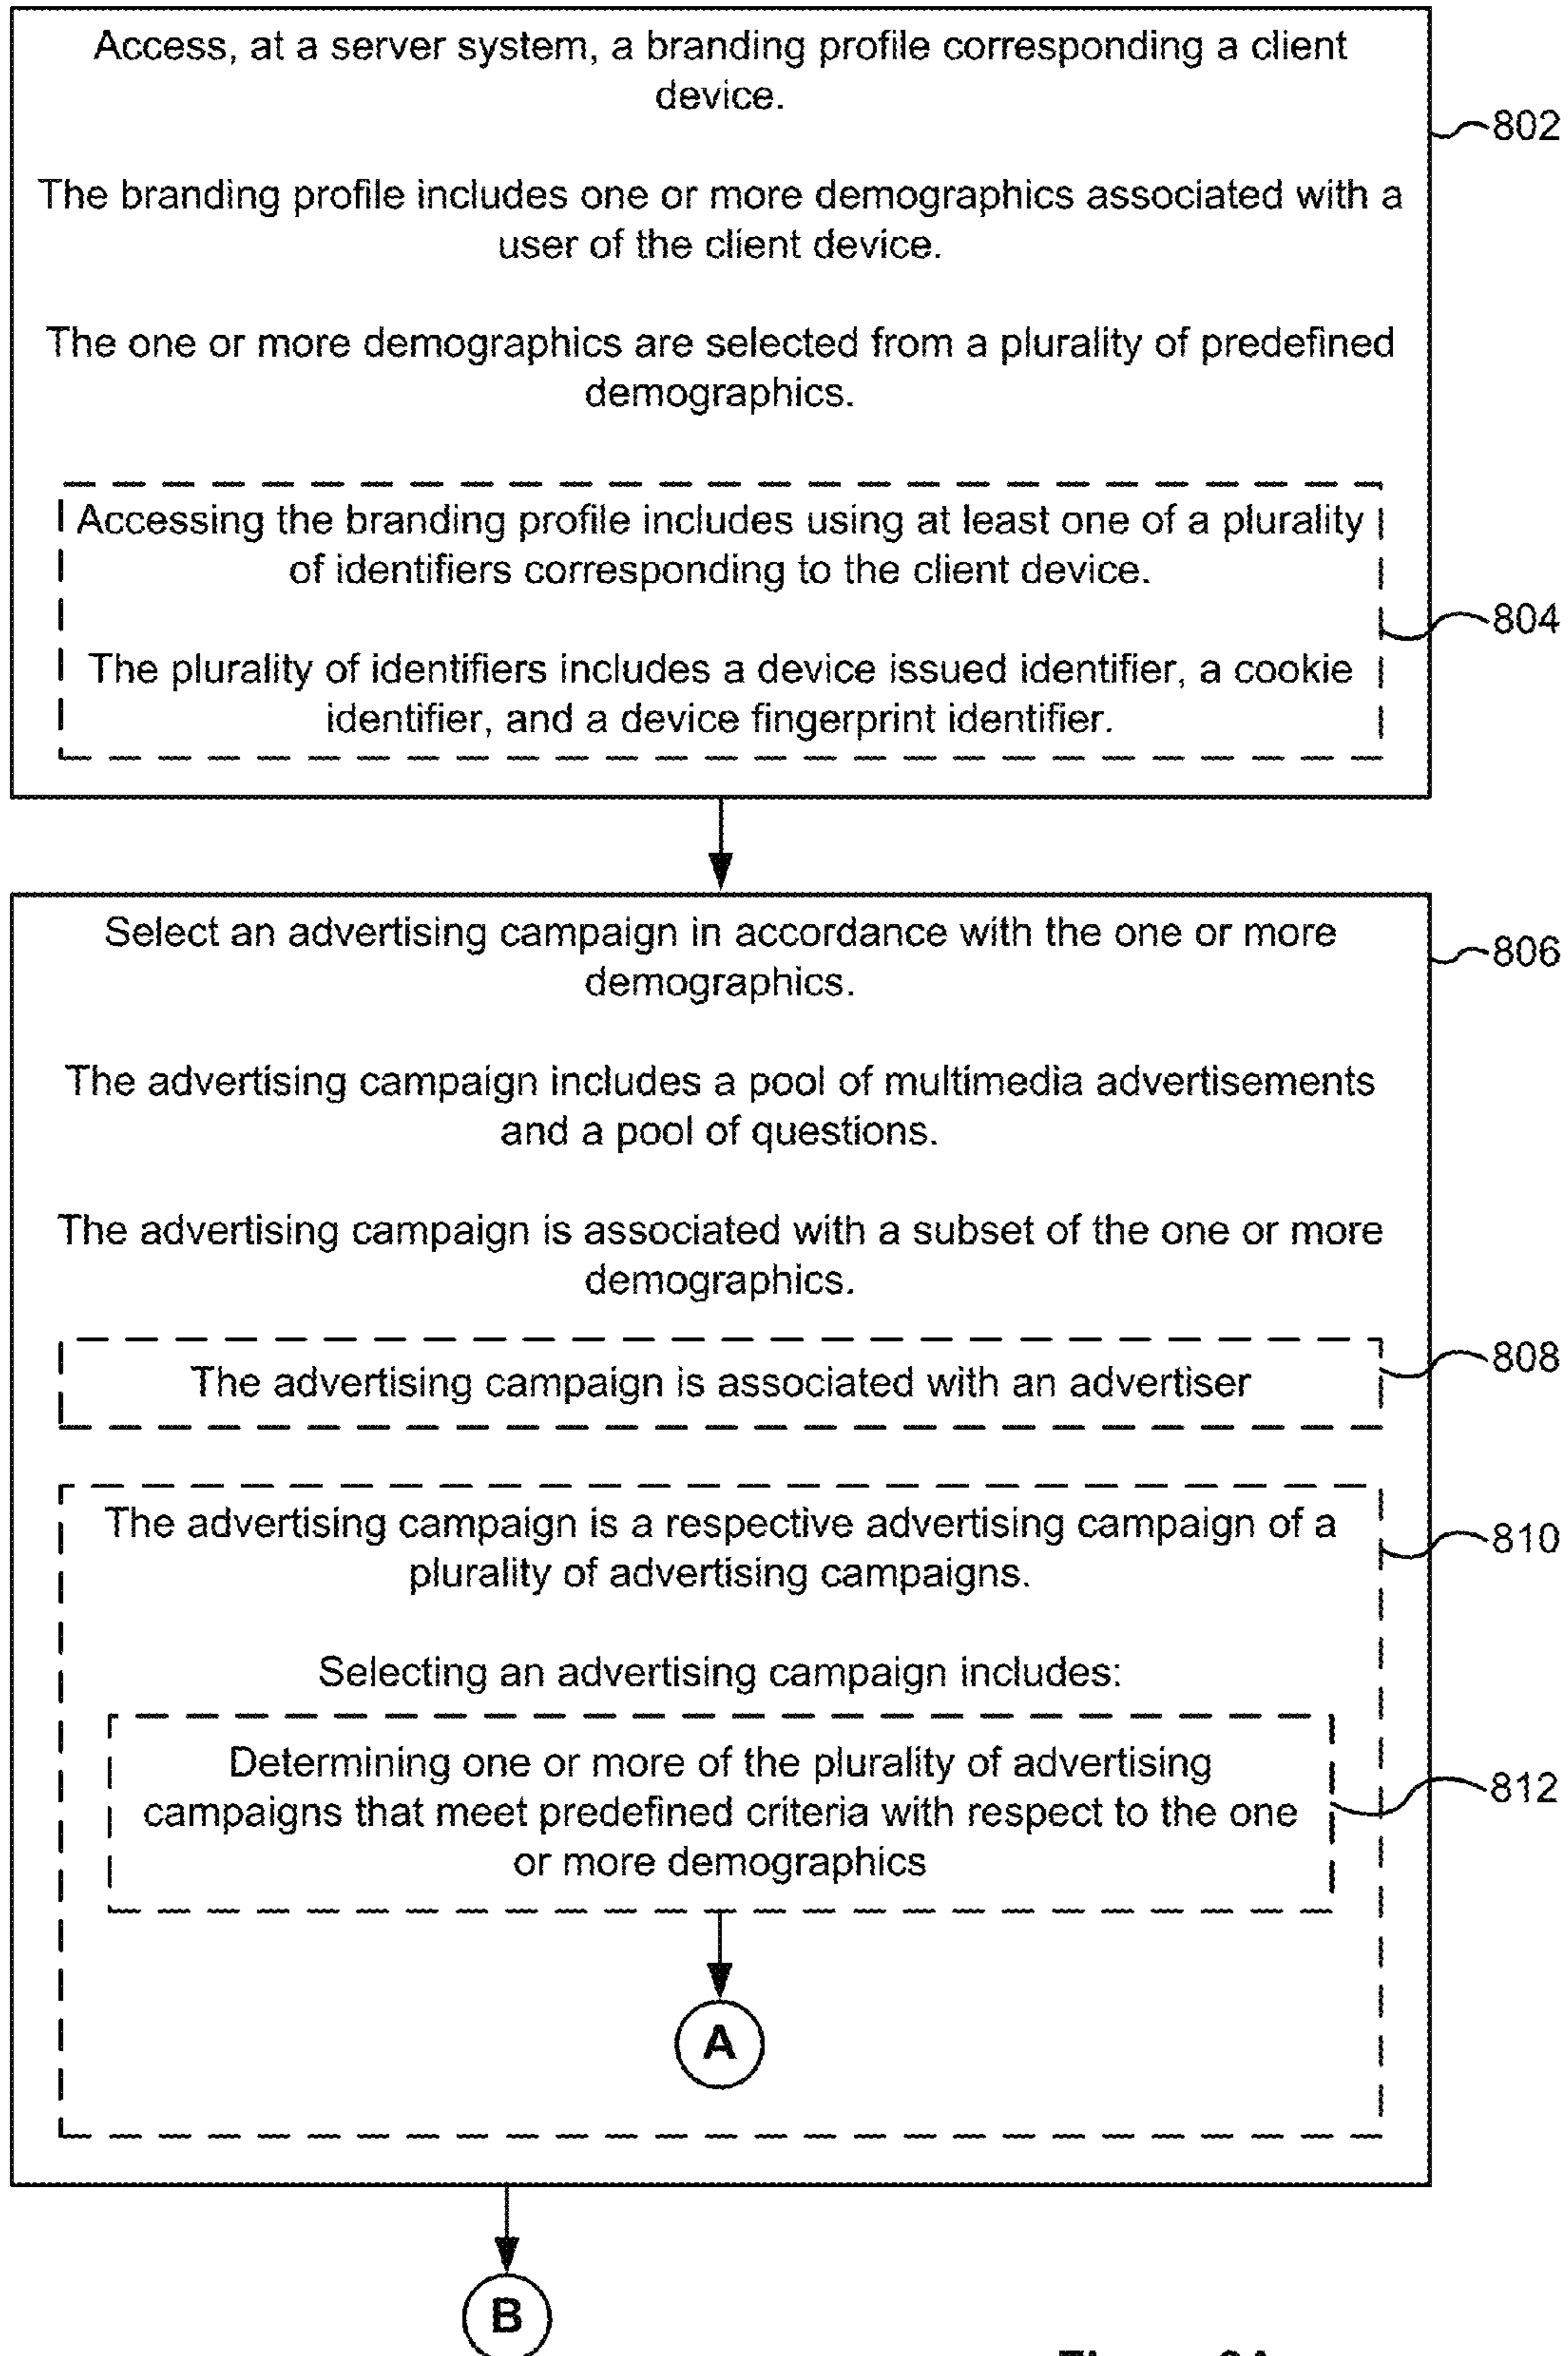 Access, at a server system, a branding profile corresponding a client
device.
802
The branding profile includes one or more demographics associated with a
user of the client device.
The one or more demographics are selected from a plurality of predefined
demographics.
Accessing the branding profile includes using at least one of a plurality
of identifiers corresponding to the client device.
804
The plurality of identifiers includes a device issued identifier, a cookie
identifier, and a device fingerprint identifier.
Select an advertising campaign in accordance with the one or more
demographics.
806
The advertising campaign includes a pool of multimedia advertisements
and a pool of questions.
The advertising campaign is associated with a subset of the one or more
demographics.
The advertising campaign is associated with an advertiser
808
The advertising campaign is a respective advertising campaign of a
plurality of advertising campaigns.
810
Selecting an advertising campaign includes:
Determining one or more of the plurality of advertising
campaigns that meet predefined criteria with respect to the one
or more demographics
812
A
B